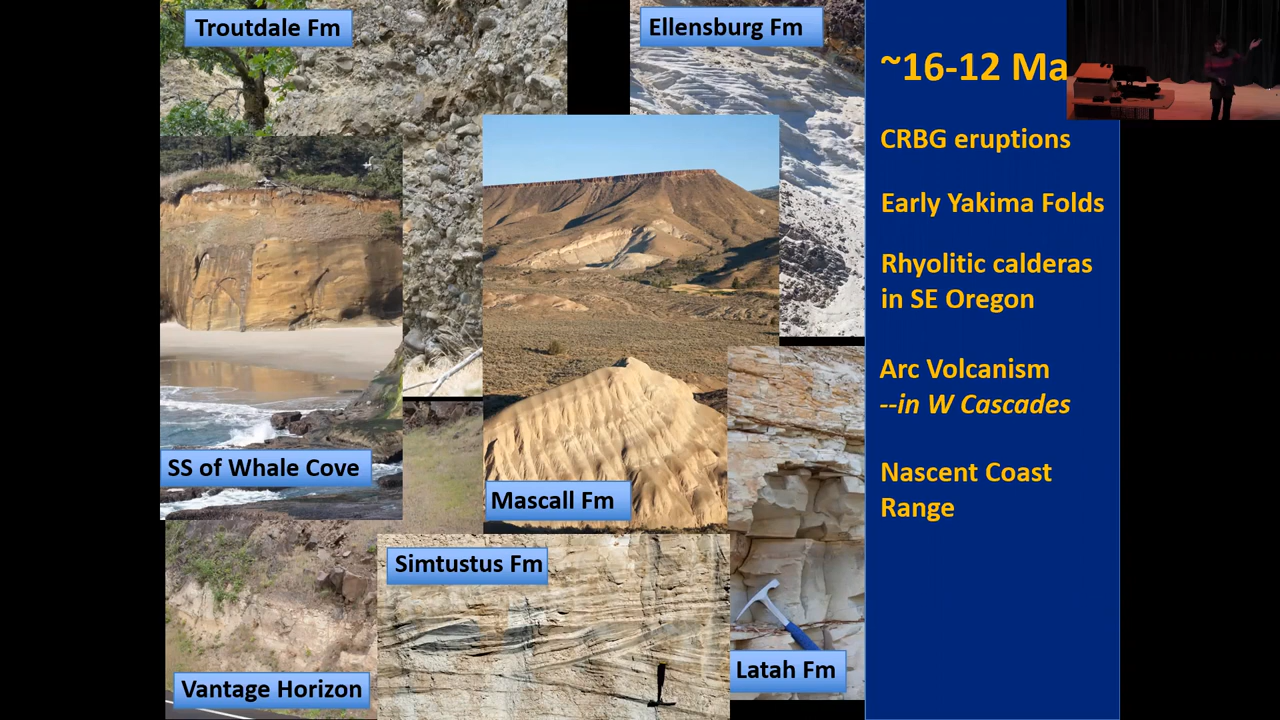 Troutdale Fm
Ellensburg Fm
SS of Whale Cove
Mascall Fm
Simtustus Fm
Vantage Horizon
Latah Fm
~16-12 Ma
CRBG eruptions
Early Yakima Folds
Rhyolitic calderas
in SE Oregon
Arc Volcanism
--in W Cascades
Nascent Coast
Range